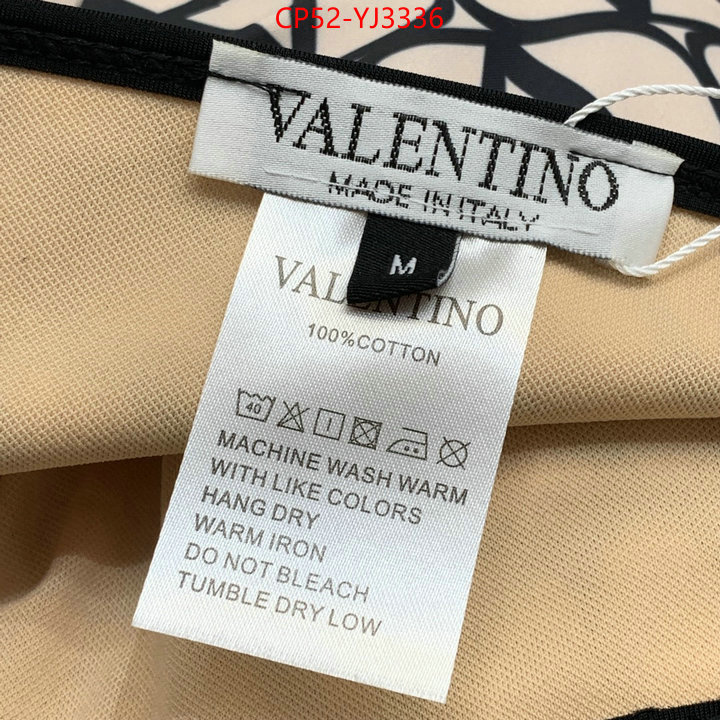 CP52-YJ3336
VALENTINO
MADE IN ITALY
M
VALENTINO
100%COTTON
40
MACHINE WASH WARM
WITH LIKE COLORS
HANG DRY
WARM IRON
DO NOT BLEACH
TUMBLE DRY LOW